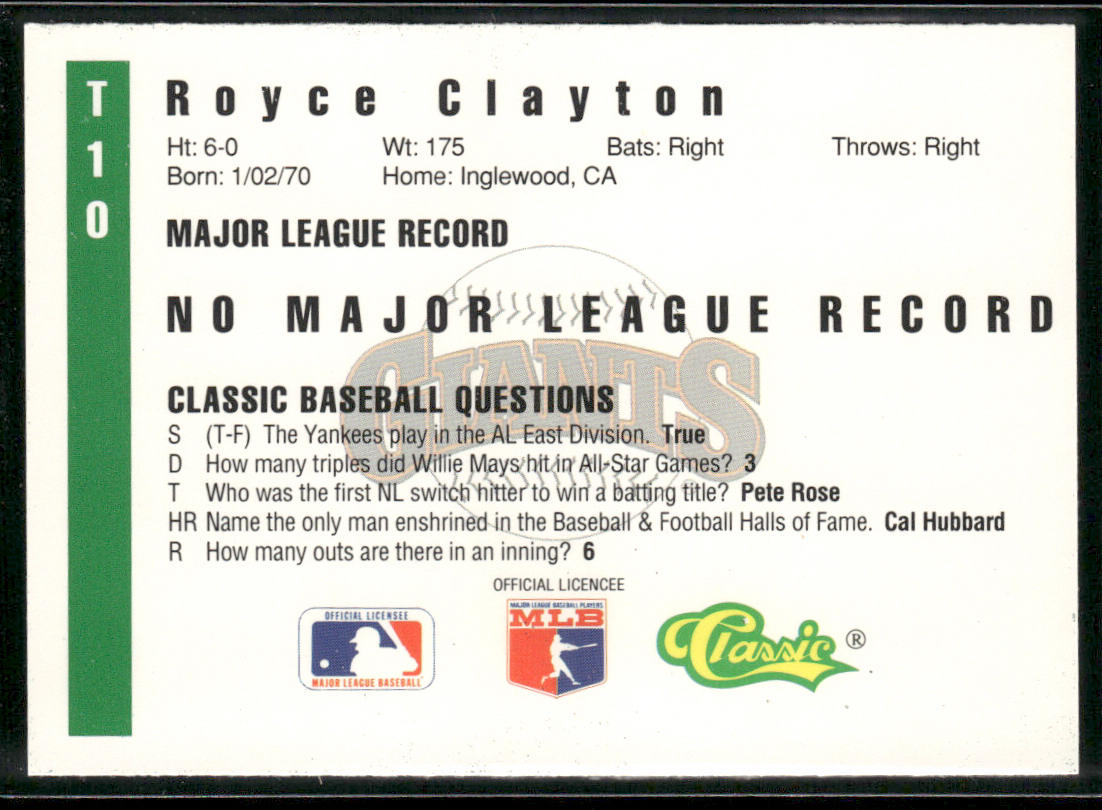 T
1
0
Royce Clayton
Ht: 6-0 Wt: 175 Bats: Right Throws: Right
Born: 1/02/70 Home: Inglewood, CA
MAJOR LEAGUE RECORD
NO MAJOR LEAGUE RECORD
GIANTS
CLASSIC BASEBALL QUESTIONS
S (T-F) The Yankees play in the AL East Division. True
D How many triples did Willie Mays hit in All-Star Games? 3
T Who was the first NL switch hitter to win a batting title? Pete Rose
HR Name the only man enshrined in the Baseball & Football Halls of Fame. Cal Hubbard
R How many outs are there in an inning? 6
OFFICIAL LICENCEE
OFFICIAL LICENSEE
MAJOR LEAGUE BASEBALL
MAJOR LEAGUE BASEBALL PLAYERS
MLB
Classic ®